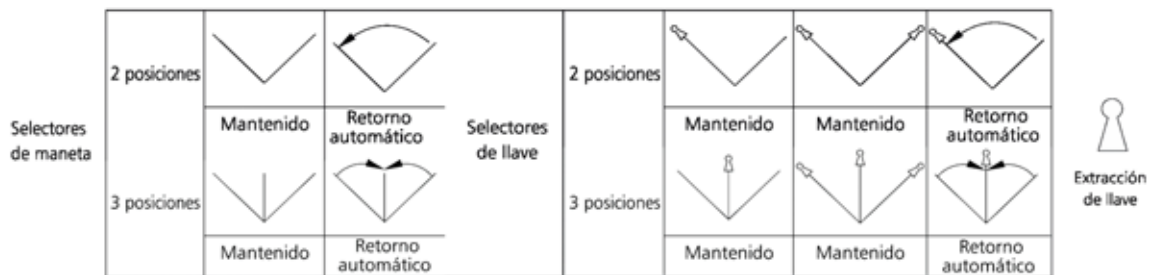 Selectores
de maneta
2 posiciones
Mantenido
Retorno
automático
3 posiciones
Mantenido
Retorno
automático
Selectores
de llave
2 posiciones
Mantenido
Mantenido
Retorno
automático
3 posiciones
Mantenido
Mantenido
Retorno
automático
Extracción
de llave